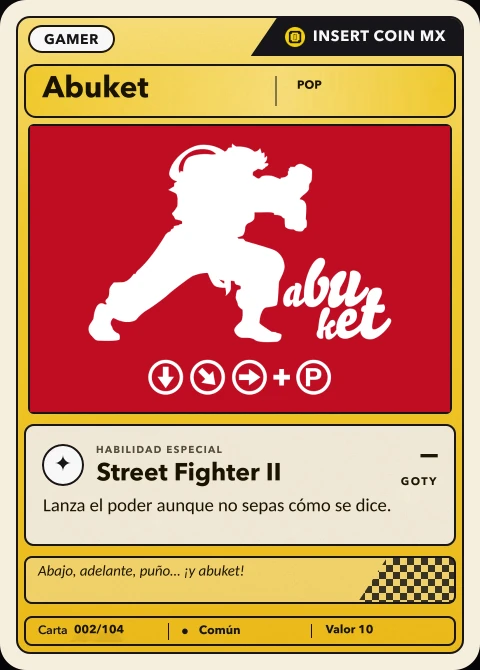 GAMER
INSERT COIN MX
Abuket
POP
abu
ket
+ P
HABILIDAD ESPECIAL
Street Fighter II
—
GOTY
Lanza el poder aunque no sepas cómo se dice.
Abajo, adelante, puño... ¡y abuket!
Carta 002/104
• Común
Valor 10